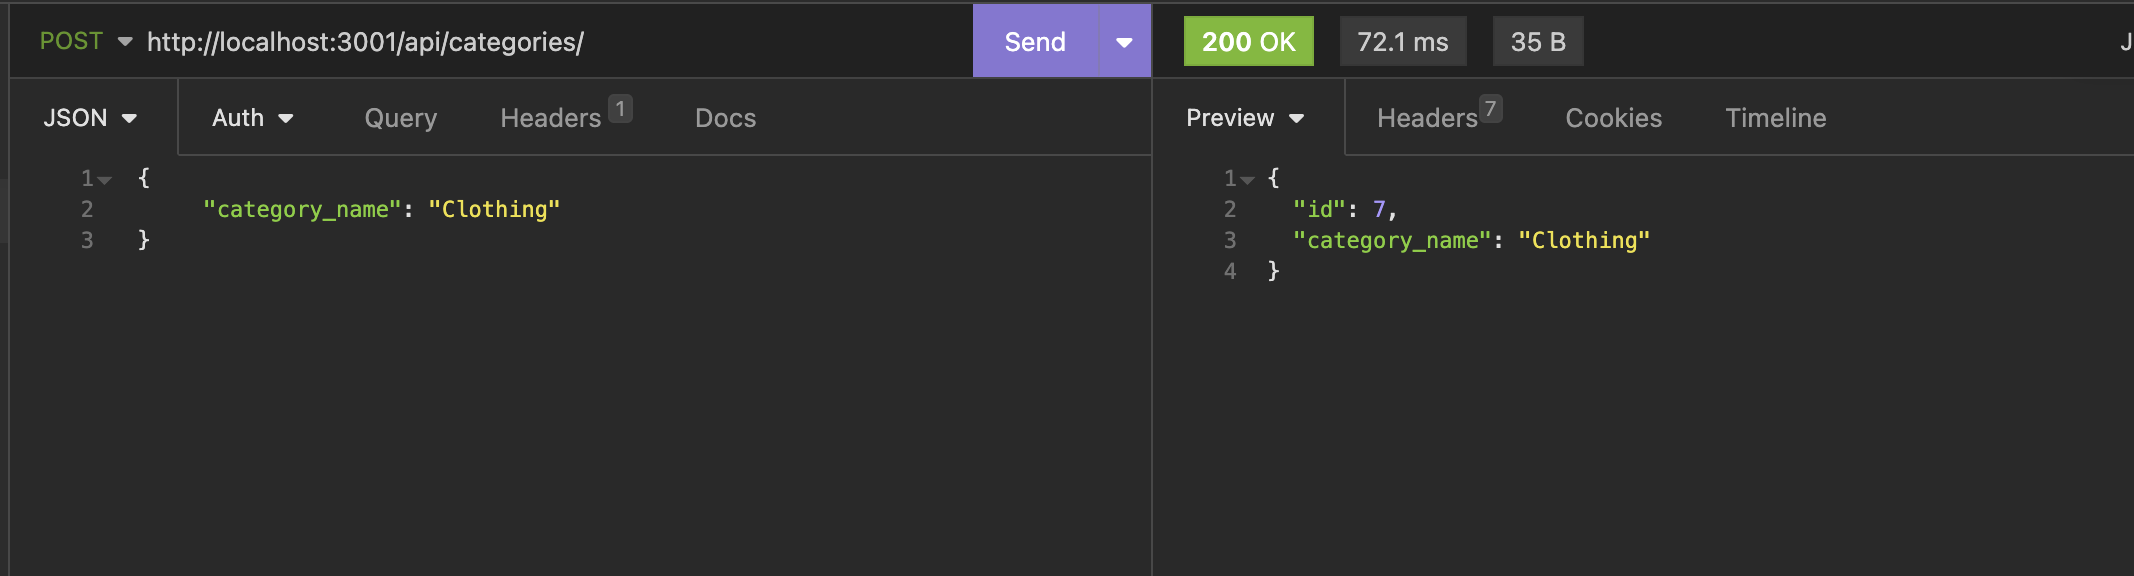 POST http://localhost:3001/api/categories/ Send 200 OK 72.1 ms 35 B J
JSON Auth Query Headers 1 Docs Preview Headers 7 Cookies Timeline
1 {
2 "category_name": "Clothing"
3 }
1 {
2 "id": 7,
3 "category_name": "Clothing"
4 }